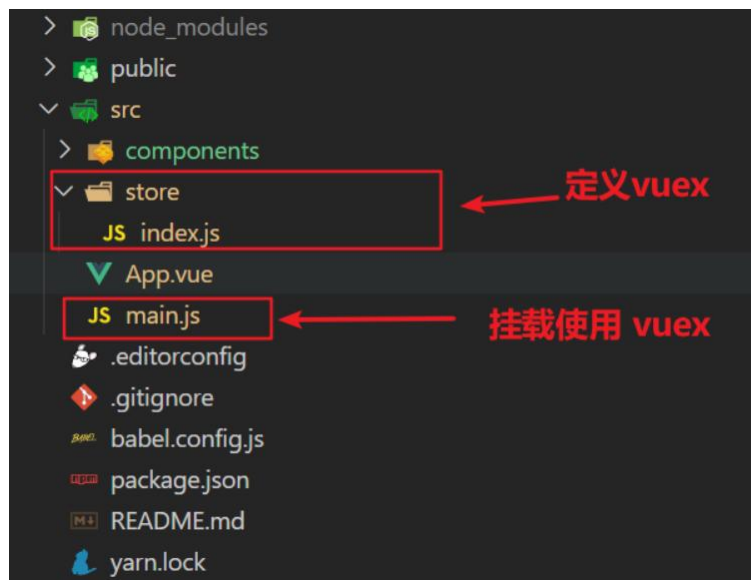 node_modules
public
src
components
store
定义vuex
JS index.js
App.vue
JS main.js
挂载使用 vuex
.editorconfig
.gitignore
babel.config.js
package.json
README.md
yarn.lock